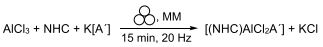 AlCl₃ + NHC + K[A´] ⚪, MM [(NHC)AlCl₂A´] + KCl
15 min, 20 Hz